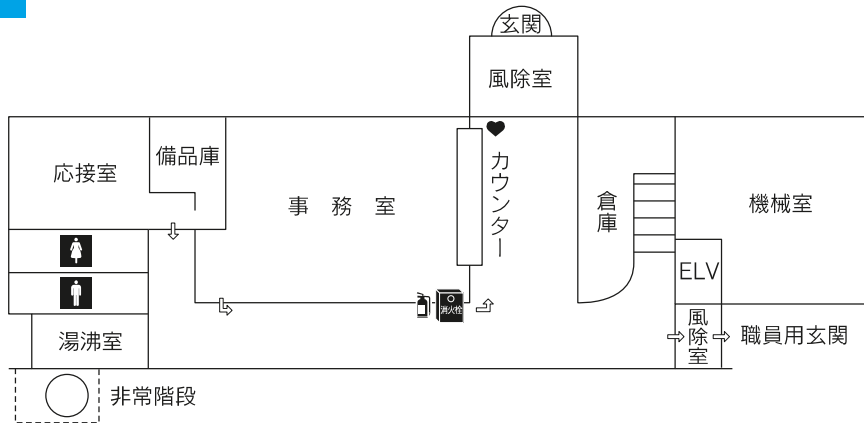 玄関
風除室
応接室
備品庫
事務室
カウンター
倉庫
機械室
ELV
消火栓
湯沸室
風除室
職員用玄関
非常階段